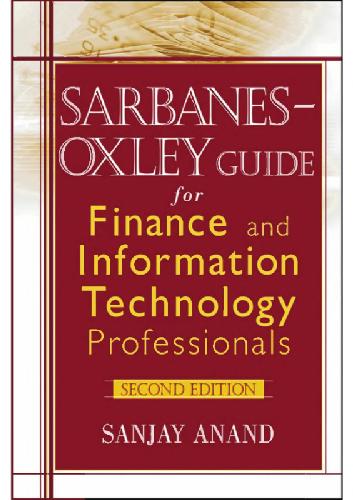 SARBANES–
OXLEY GUIDE
for
Finance and
Information
Technology
Professionals
SECOND EDITION
SANJAY ANAND